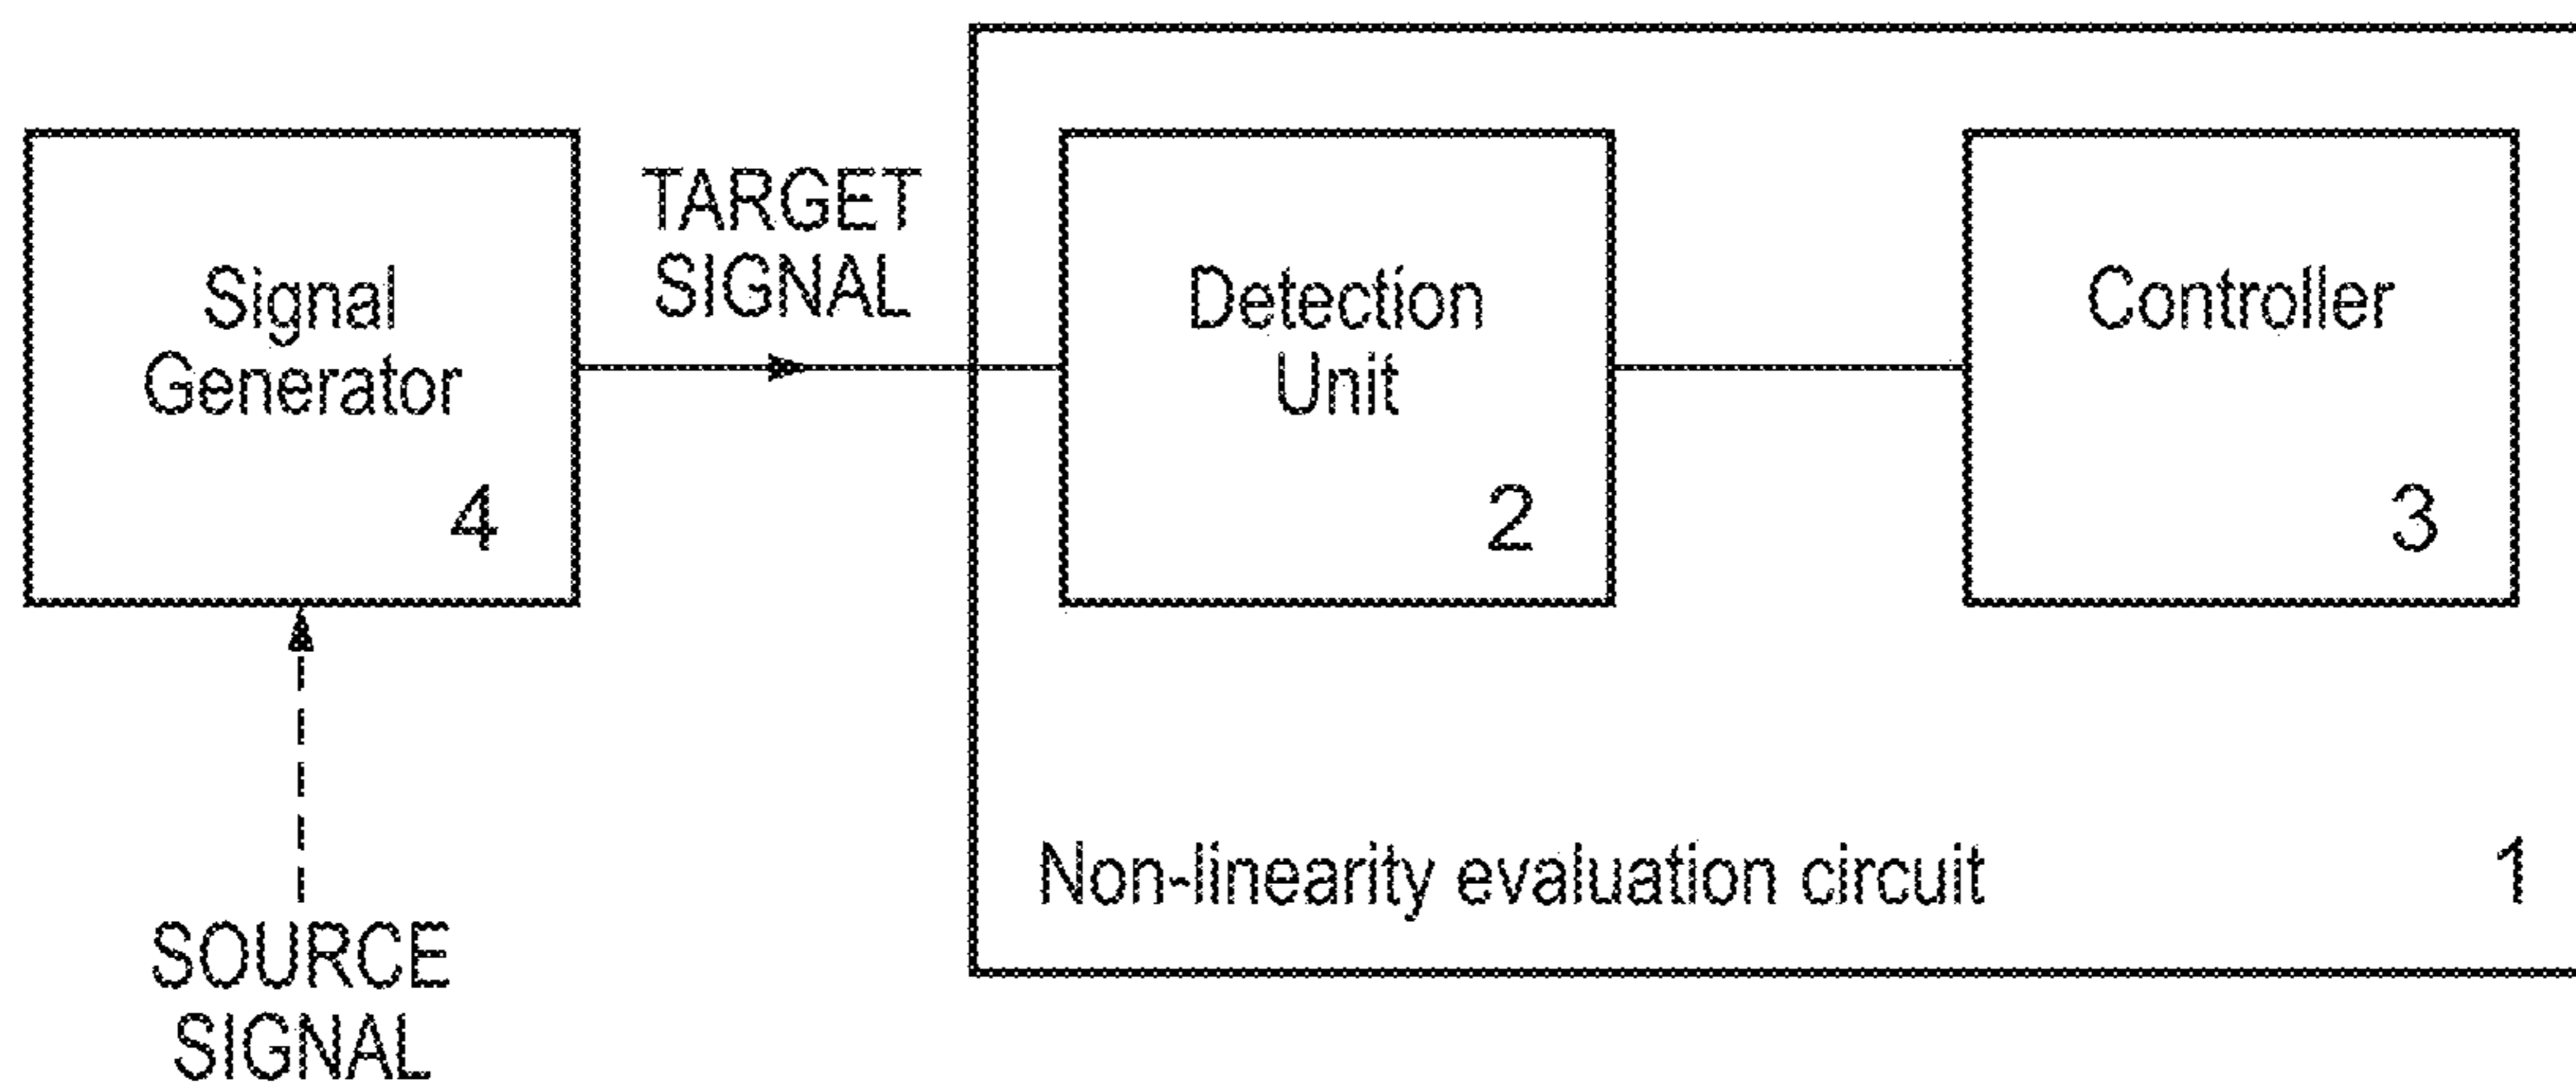 Signal
Generator
4
TARGET
SIGNAL
Detection
Unit
2
Controller
3
Non-linearity evaluation circuit
1
SOURCE
SIGNAL